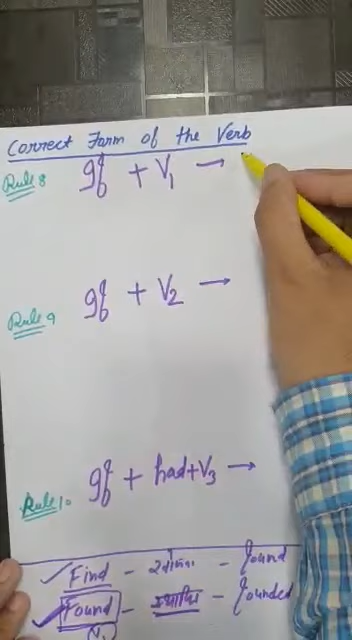 Correct Form of the Verb
Rule 8 If + V1 →
Rule 9 If + V2 →
Rule 10 If + had + V3 →
✓ Find - - found
✓ Found - - founded
V1